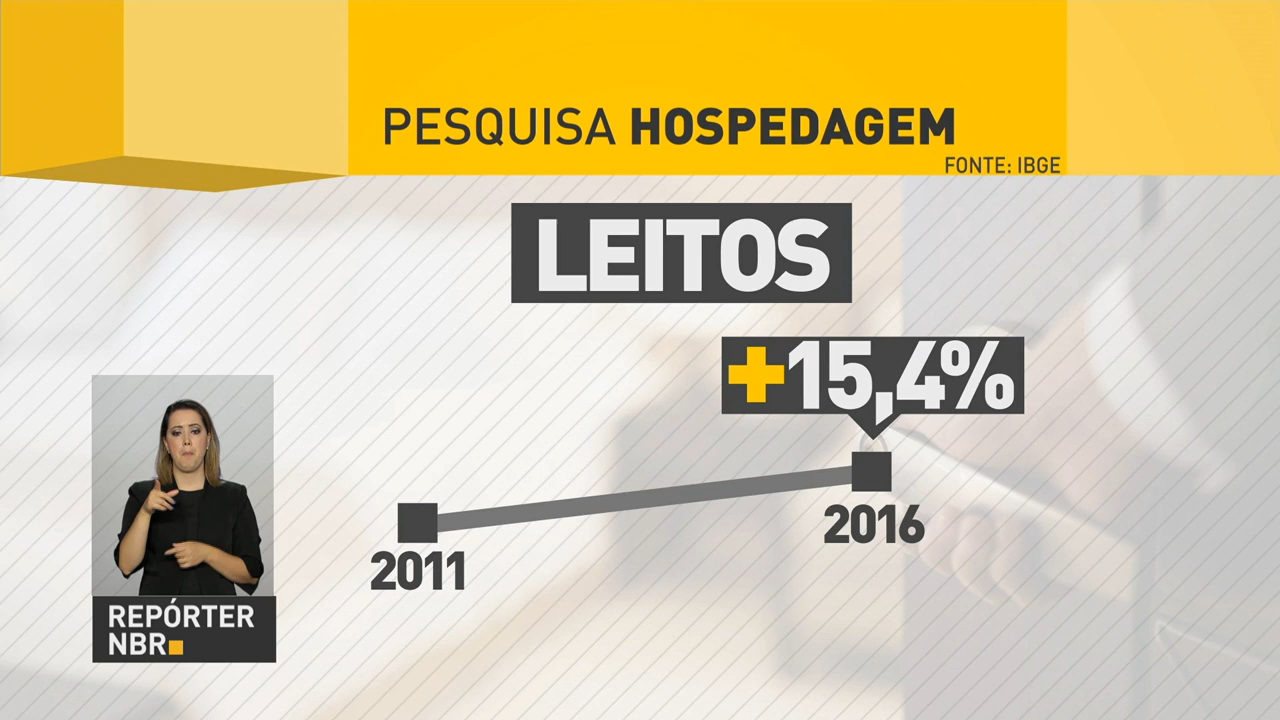 PESQUISA HOSPEDAGEM
FONTE: IBGE
LEITOS
+15,4%
2016
2011
REPÓRTER
NBR